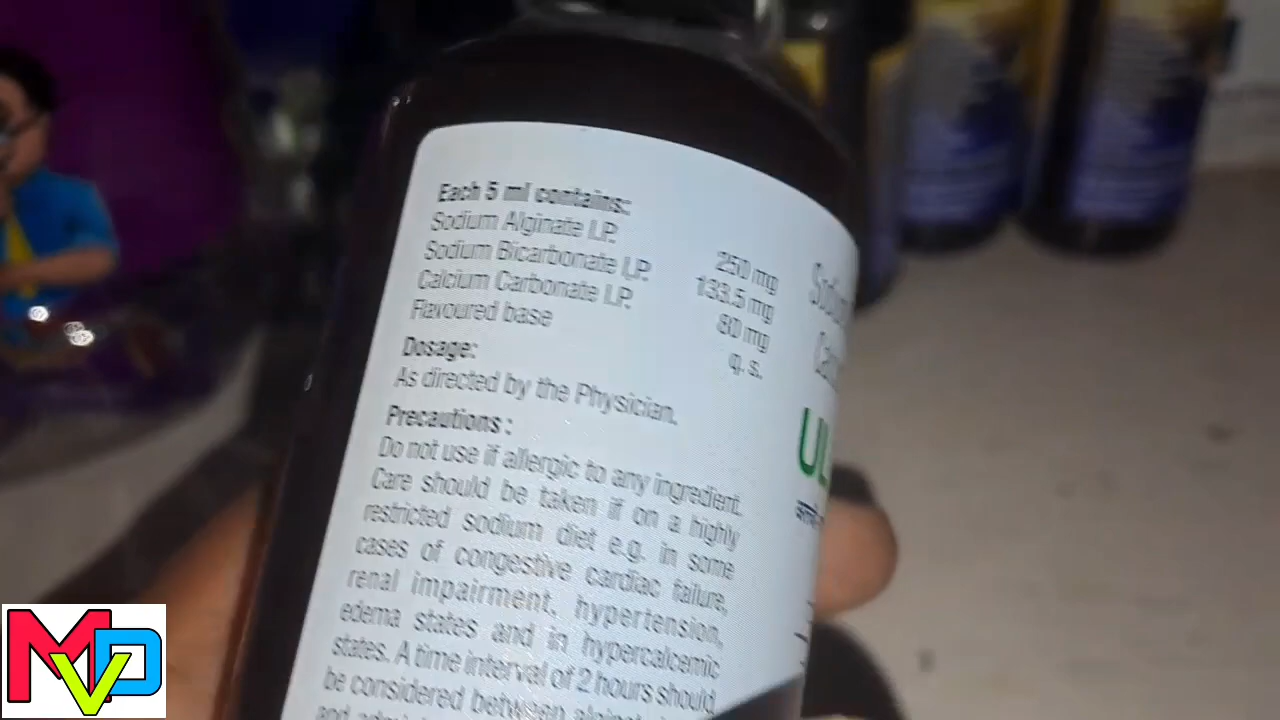 Each 5 ml contains:
Sodium Alginate I.P. 250 mg
Sodium Bicarbonate I.P. 133.5 mg
Calcium Carbonate I.P. 80 mg
Flavoured base q. s.
Dosage:
As directed by the Physician.
Precautions :
Do not use if allergic to any ingredient.
Care should be taken if on a highly
restricted sodium diet e.g. in some
cases of congestive cardiac failure,
renal impairment. hypertension,
edema states and in hypercalcemic
states. A time interval of 2 hours should
be considered between
and
UL
MVD